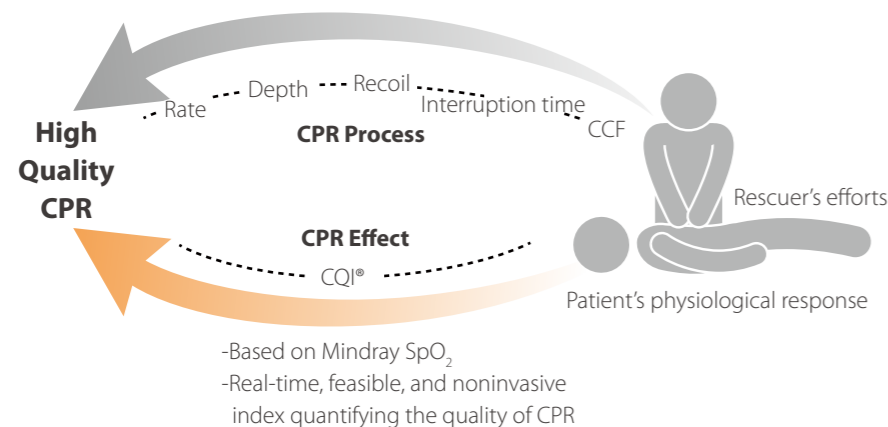 Rate
Depth
Recoil
Interruption time
CCF
High
Quality
CPR
CPR Process
Rescuer's efforts
CPR Effect
CQI®
Patient's physiological response
-Based on Mindray SpO₂
-Real-time, feasible, and noninvasive
index quantifying the quality of CPR